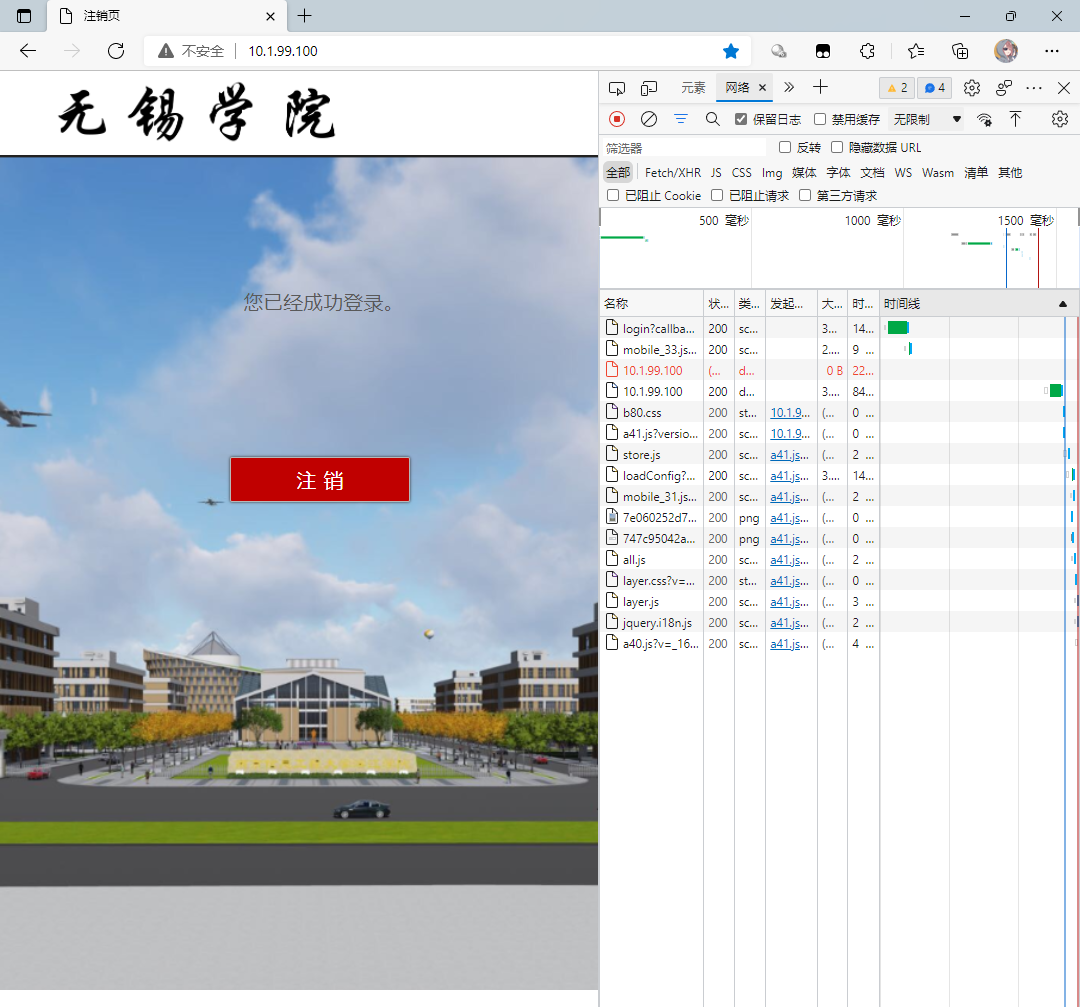 注销页
不安全
10.1.99.100
无锡学院
您已经成功登录。
注 销
元素
网络
2
4
保留日志
禁用缓存
无限制
筛选器
反转
隐藏数据 URL
全部
Fetch/XHR JS CSS Img 媒体 字体 文档 WS Wasm 清单 其他
已阻止 Cookie
已阻止请求
第三方请求
500 毫秒 1000 毫秒 1500 毫秒
名称 状... 类... 发起... 大... 时... 时间线
login?callba... 200 sc... 3... 14...
mobile_33.js... 200 sc... 2.... 9 ...
10.1.99.100 (... d... 0 B 22...
10.1.99.100 200 d... 3.... 84...
b80.css 200 st... 10.1.9... (... 0 ...
a41.js?versio... 200 sc... 10.1.9... (... 0 ...
store.js 200 sc... a41.js... (... 2 ...
loadConfig?... 200 sc... a41.js... 3.... 14...
mobile_31.js... 200 sc... a41.js... (... 2 ...
7e060252d7... 200 png a41.js... (... 0 ...
747c95042a... 200 png a41.js... (... 0 ...
all.js 200 sc... a41.js... (... 2 ...
layer.css?v=... 200 st... a41.js... (... 0 ...
layer.js 200 sc... a41.js... (... 3 ...
jquery.i18n.js 200 sc... a41.js... (... 2 ...
a40.js?v=_16... 200 sc... a41.js... (... 4 ...